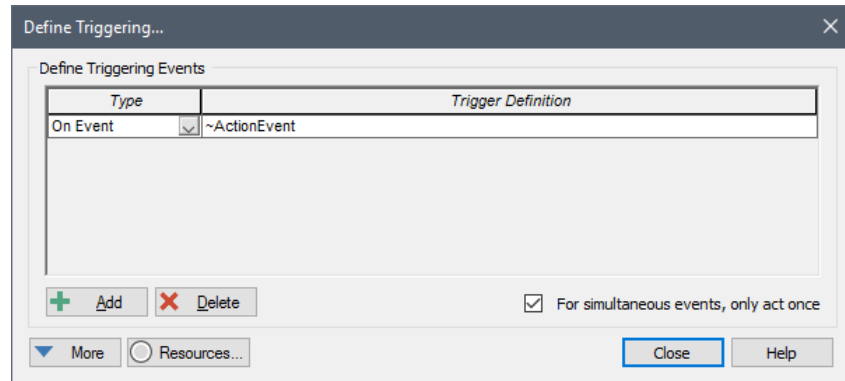 Define Triggering...
Define Triggering Events
Type Trigger Definition
On Event ~ActionEvent
Add Delete For simultaneous events, only act once
More Resources... Close Help